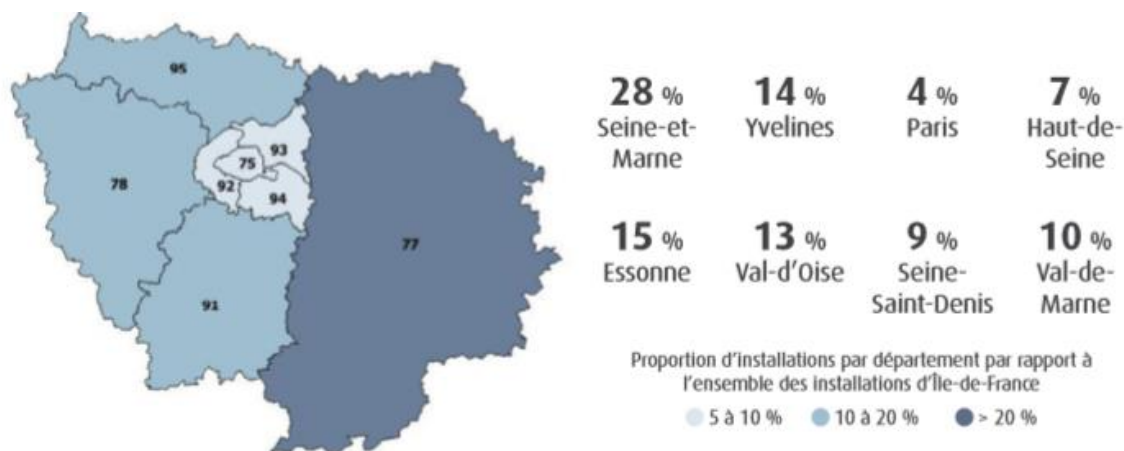 95
93
75
78
92
94
77
91
28 %
Seine-et-
Marne
14 %
Yvelines
4 %
Paris
7 %
Haut-de-
Seine
15 %
Essonne
13 %
Val-d'Oise
9 %
Seine-
Saint-Denis
10 %
Val-de-
Marne
Proportion d'installations par département par rapport à
l'ensemble des installations d'Île-de-France
5 à 10 % 10 à 20 % > 20 %